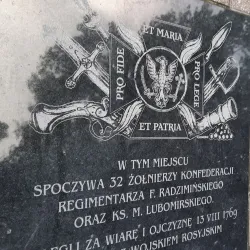 ET MARIA
PRO FIDE
PRO LEGE
ET PATRIA
W TYM MIEJSCU
SPOCZYWA 32 ŻOŁNIERZY KONFEDERACJI
REGIMENTARZA F. RADZIMIŃSKIEGO
ORAZ KS. M. LUBOMIRSKIEGO.
LEGLI ZA WIARĘ I OJCZYZNĘ 13 VIII 1769
WOJSKIEM ROSYJSKIM